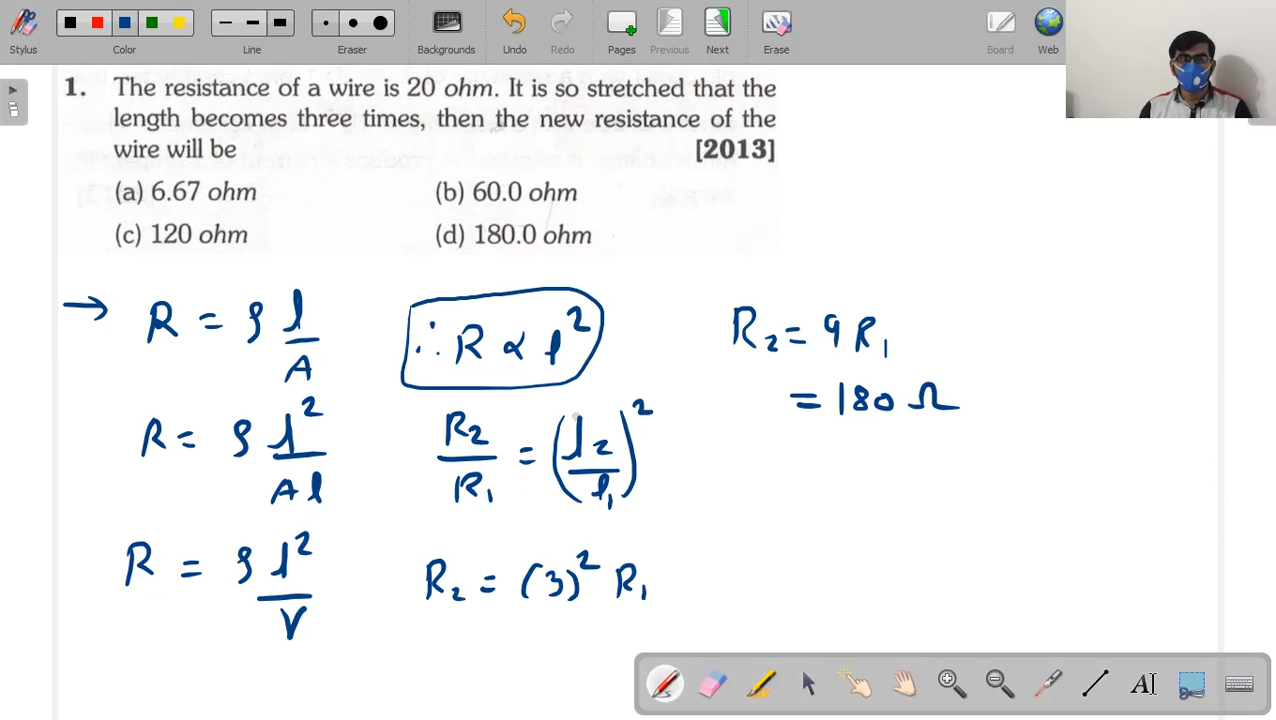 Stylus Color Line Eraser Backgrounds Undo Redo Pages Previous Next Erase Board Web
1. The resistance of a wire is 20 ohm. It is so stretched that the
length becomes three times, then the new resistance of the
wire will be [2013]
(a) 6.67 ohm (b) 60.0 ohm
(c) 120 ohm (d) 180.0 ohm
→ R = ρ l/A
R = ρ l²/Al
R = ρ l²/V
∴ R ∝ l²
R₂/R₁ = (l₂/l₁)²
R₂ = (3)² R₁
R₂ = 9 R₁
= 180 Ω
A